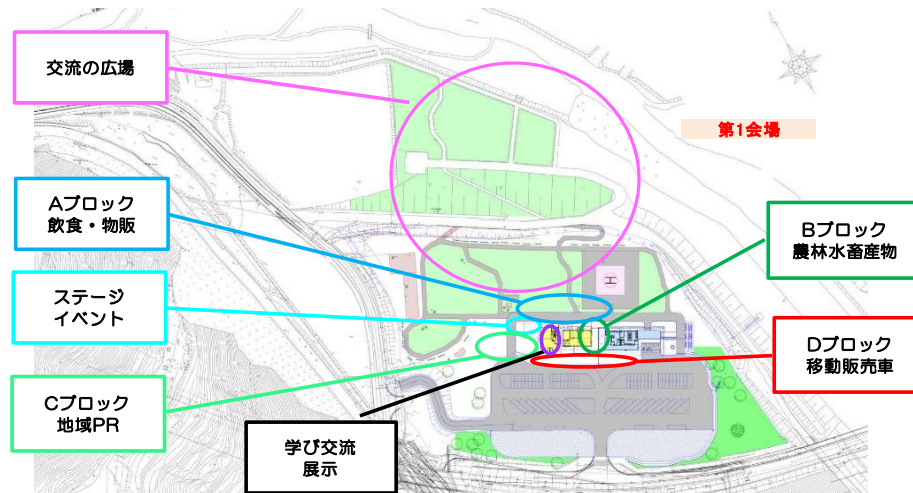 交流の広場
第1会場
Aブロック
飲食・物販
Bブロック
農林水畜産物
H
ステージ
イベント
Dブロック
移動販売車
Cブロック
地域PR
学び交流
展示